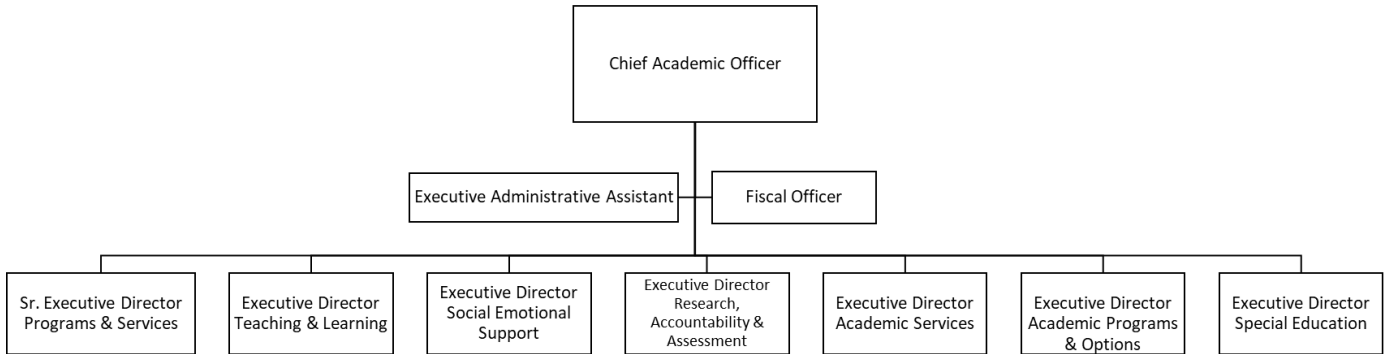 Chief Academic Officer
Executive Administrative Assistant
Fiscal Officer
Sr. Executive Director
Programs & Services
Executive Director
Teaching & Learning
Executive Director
Social Emotional
Support
Executive Director
Research,
Accountability &
Assessment
Executive Director
Academic Services
Executive Director
Academic Programs
& Options
Executive Director
Special Education